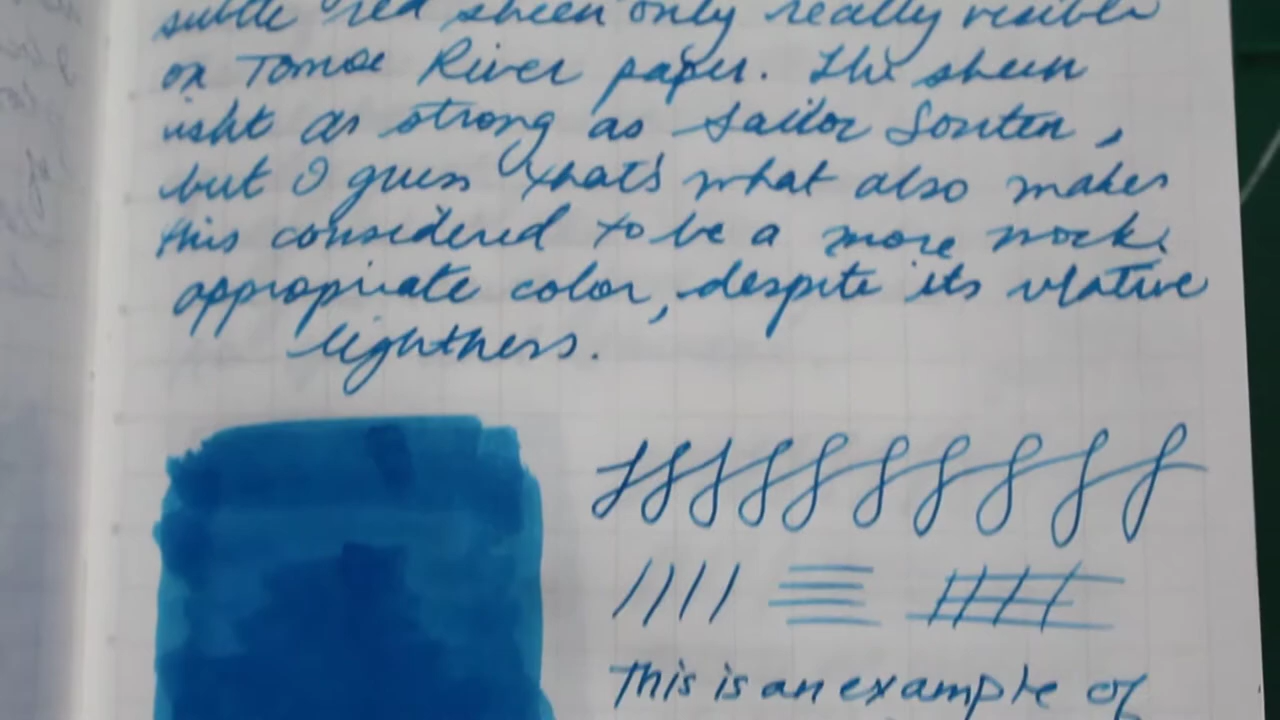 subtle red sheen only really visible
on Tomoe River paper. The sheen
isn't as strong as Sailor Souten,
but I guess that's what also makes
this considered to be a more work
appropriate color, despite its relative
lightness.
This is an example of